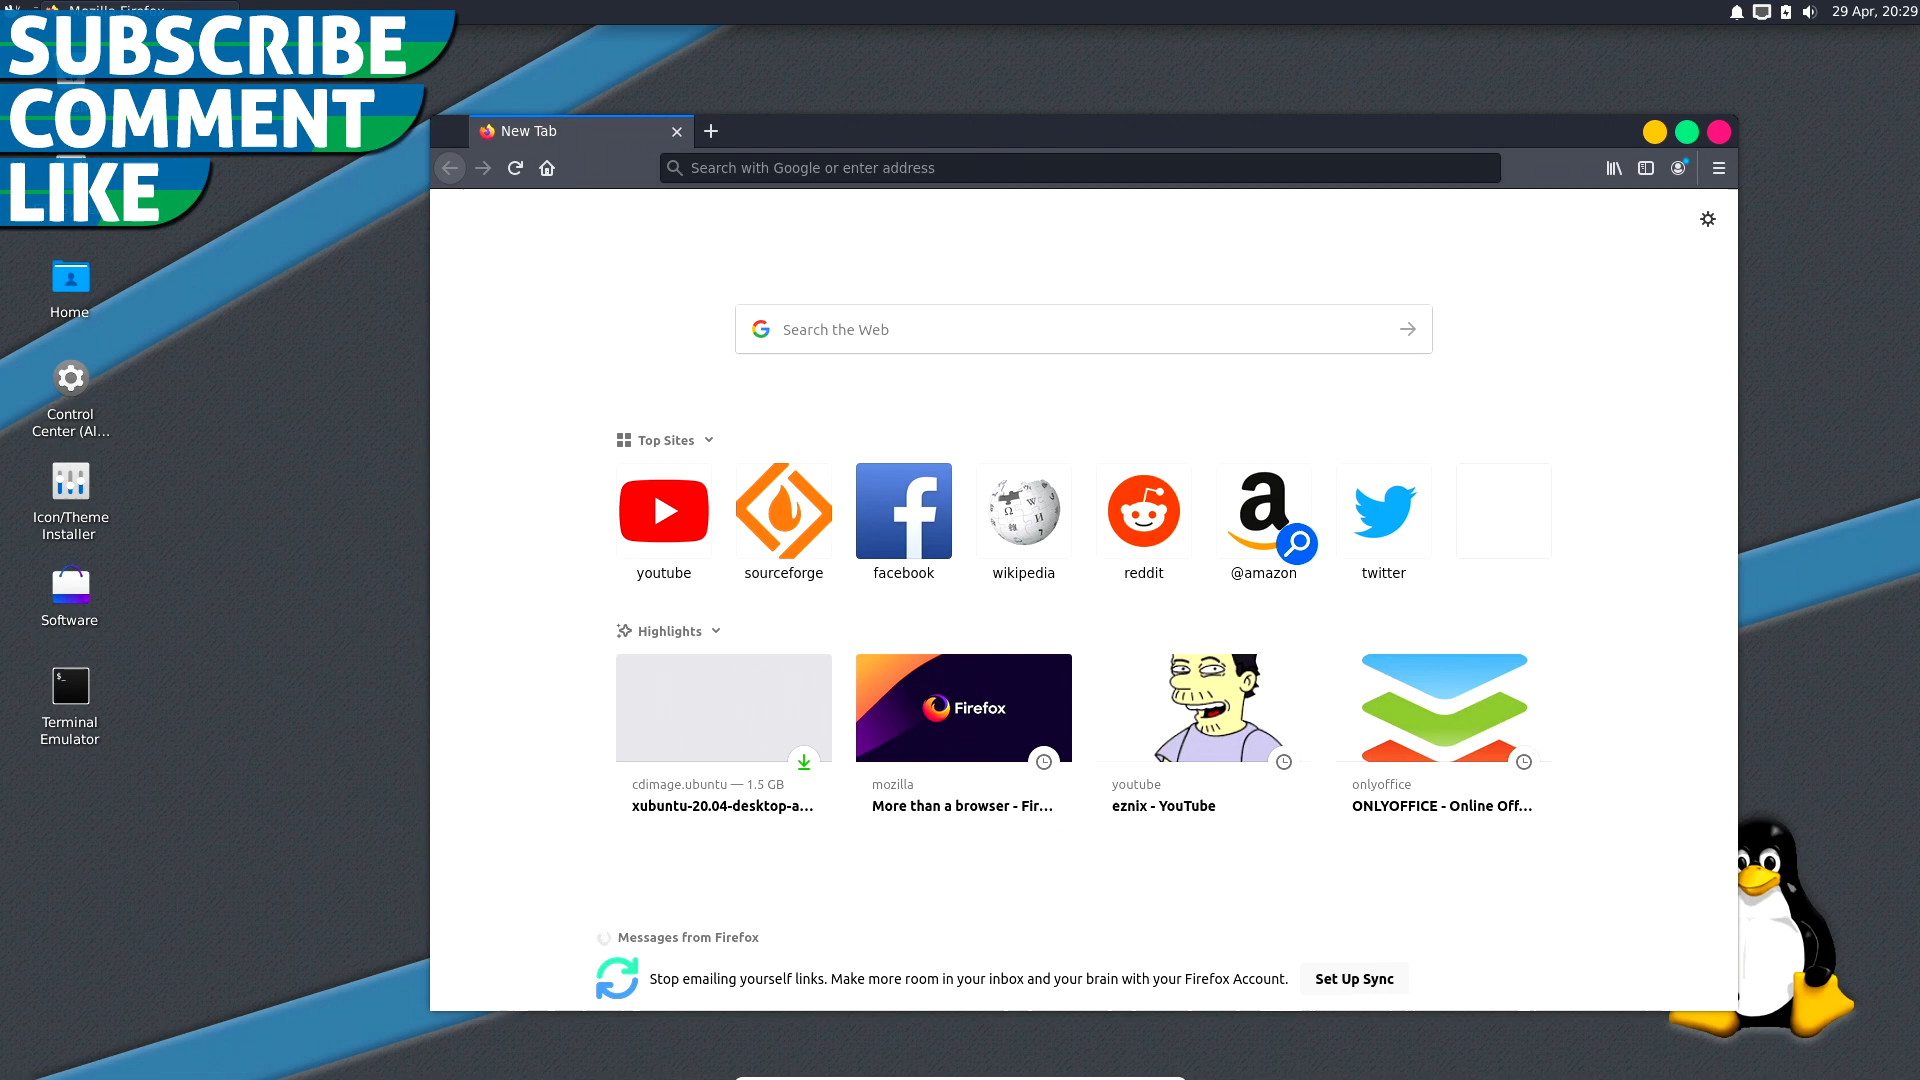 Mozilla Firefox
29 Apr, 20:29
SUBSCRIBE
COMMENT
LIKE
Home
Control
Center (Al...
Icon/Theme
Installer
Software
$_
Terminal
Emulator
New Tab
Search with Google or enter address
Search the Web
Top Sites
youtube
sourceforge
facebook
wikipedia
reddit
@amazon
twitter
Highlights
Firefox
cdimage.ubuntu — 1.5 GB
xubuntu-20.04-desktop-a...
mozilla
More than a browser - Fir...
youtube
eznix - YouTube
onlyoffice
ONLYOFFICE - Online Off...
Messages from Firefox
Stop emailing yourself links. Make more room in your inbox and your brain with your Firefox Account.
Set Up Sync